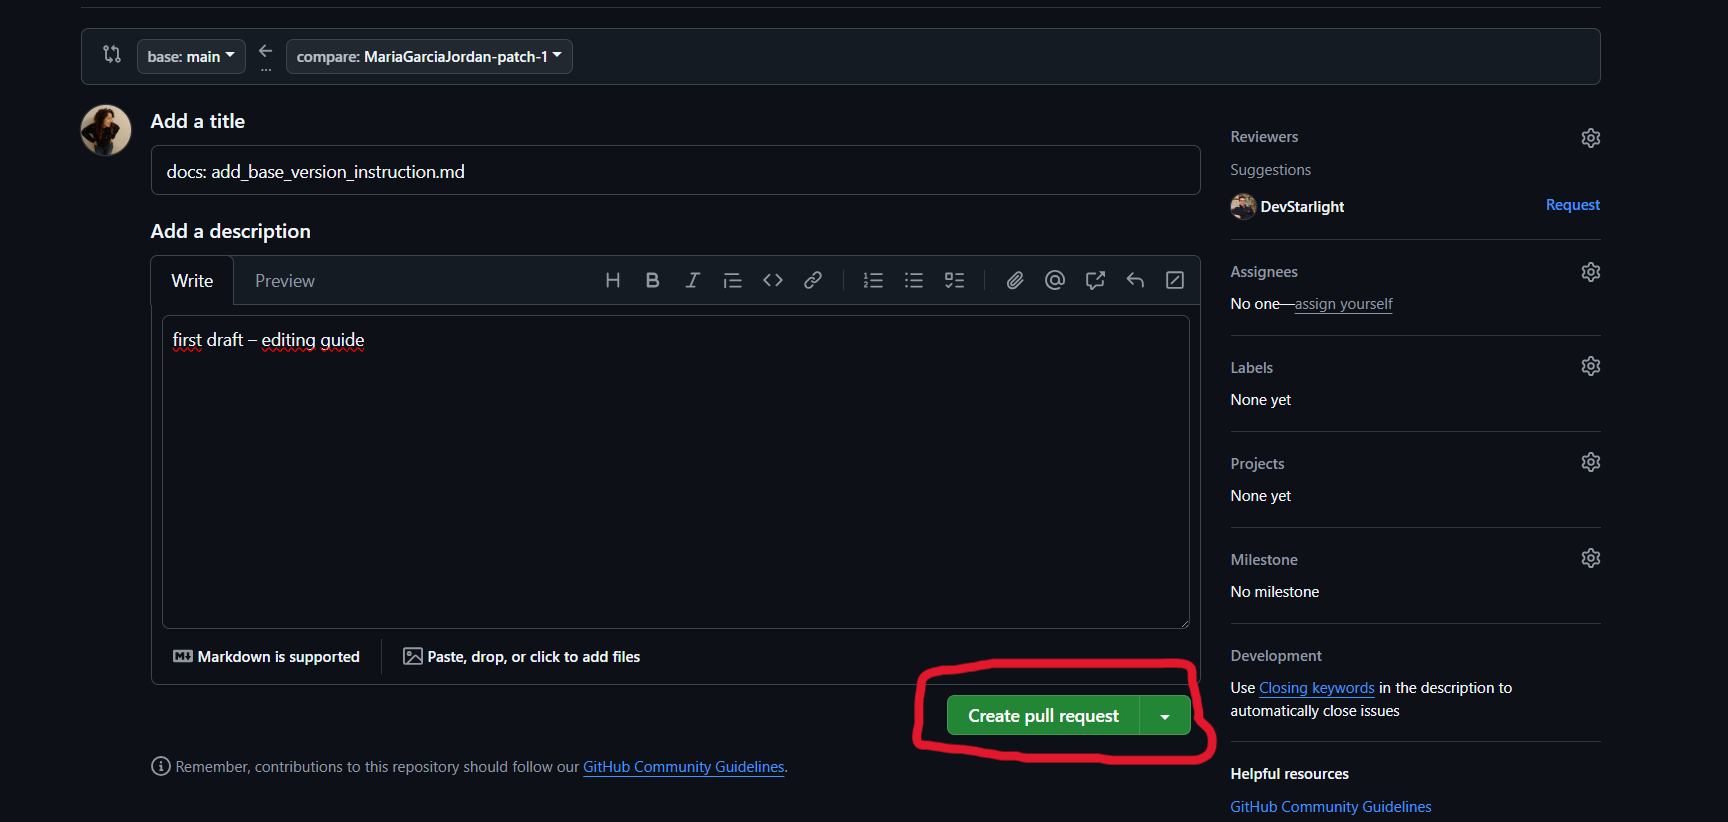 base: main
compare: MariaGarciaJordan-patch-1
Add a title
docs: add_base_version_instruction.md
Add a description
Write
Preview
first draft – editing guide
Markdown is supported
Paste, drop, or click to add files
Create pull request
Remember, contributions to this repository should follow our GitHub Community Guidelines.
Reviewers
Suggestions
DevStarlight
Request
Assignees
No one—assign yourself
Labels
None yet
Projects
None yet
Milestone
No milestone
Development
Use Closing keywords in the description to
automatically close issues
Helpful resources
GitHub Community Guidelines